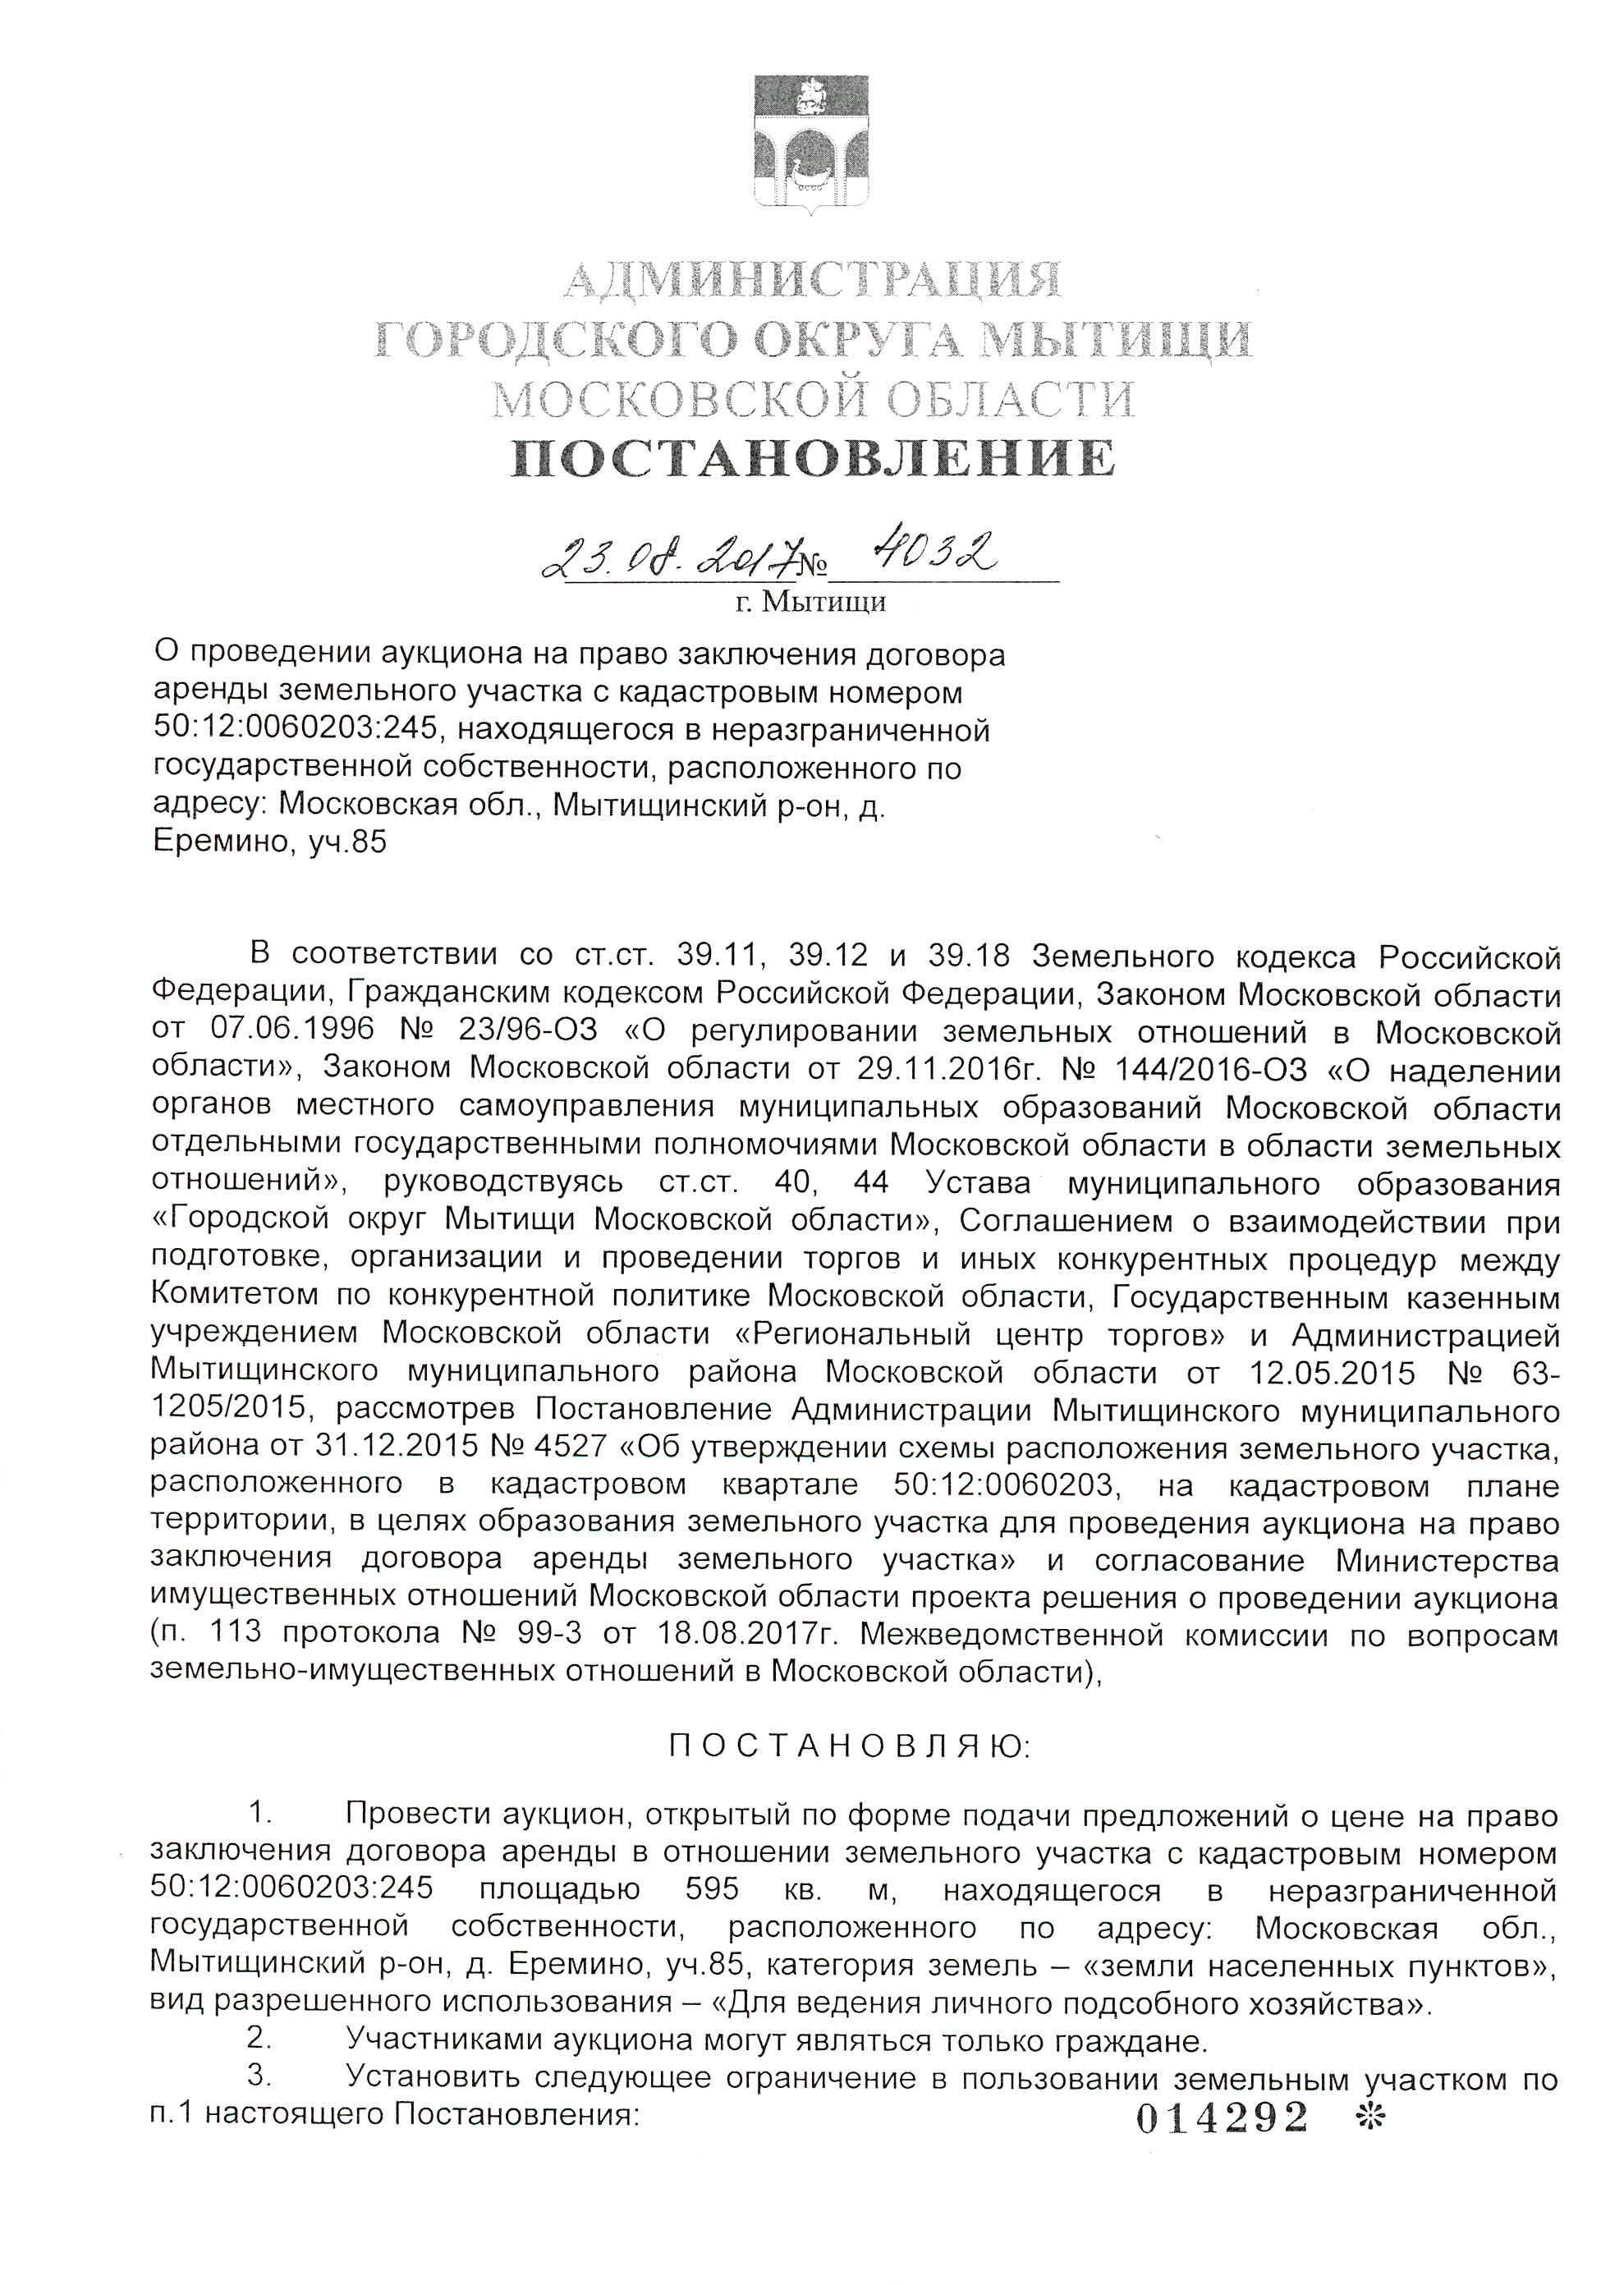 АДМИНИСТРАЦИЯ
ГОРОДСКОГО ОКРУГА МЫТИЩИ
МОСКОВСКОЙ ОБЛАСТИ
ПОСТАНОВЛЕНИЕ
23.08.2017 № 4032
г. Мытищи
О проведении аукциона на право заключения договора
аренды земельного участка с кадастровым номером
50:12:0060203:245, находящегося в неразграниченной
государственной собственности, расположенного по
адресу: Московская обл., Мытищинский р-он, д.
Еремино, уч.85
В соответствии со ст.ст. 39.11, 39.12 и 39.18 Земельного кодекса Российской
Федерации, Гражданским кодексом Российской Федерации, Законом Московской области
от 07.06.1996 № 23/96-ОЗ «О регулировании земельных отношений в Московской
области», Законом Московской области от 29.11.2016г. № 144/2016-ОЗ «О наделении
органов местного самоуправления муниципальных образований Московской области
отдельными государственными полномочиями Московской области в области земельных
отношений», руководствуясь ст.ст. 40, 44 Устава муниципального образования
«Городской округ Мытищи Московской области», Соглашением о взаимодействии при
подготовке, организации и проведении торгов и иных конкурентных процедур между
Комитетом по конкурентной политике Московской области, Государственным казенным
учреждением Московской области «Региональный центр торгов» и Администрацией
Мытищинского муниципального района Московской области от 12.05.2015 № 63-
1205/2015, рассмотрев Постановление Администрации Мытищинского муниципального
района от 31.12.2015 № 4527 «Об утверждении схемы расположения земельного участка,
расположенного в кадастровом квартале 50:12:0060203, на кадастровом плане
территории, в целях образования земельного участка для проведения аукциона на право
заключения договора аренды земельного участка» и согласование Министерства
имущественных отношений Московской области проекта решения о проведении аукциона
(п. 113 протокола № 99-З от 18.08.2017г. Межведомственной комиссии по вопросам
земельно-имущественных отношений в Московской области),
П О С Т А Н О В Л Я Ю:
1. Провести аукцион, открытый по форме подачи предложений о цене на право
заключения договора аренды в отношении земельного участка с кадастровым номером
50:12:0060203:245 площадью 595 кв. м, находящегося в неразграниченной
государственной собственности, расположенного по адресу: Московская обл.,
Мытищинский р-он, д. Еремино, уч.85, категория земель – «земли населенных пунктов»,
вид разрешенного использования – «Для ведения личного подсобного хозяйства».
2. Участниками аукциона могут являться только граждане.
3. Установить следующее ограничение в пользовании земельным участком по
п.1 настоящего Постановления:
014292 ❊